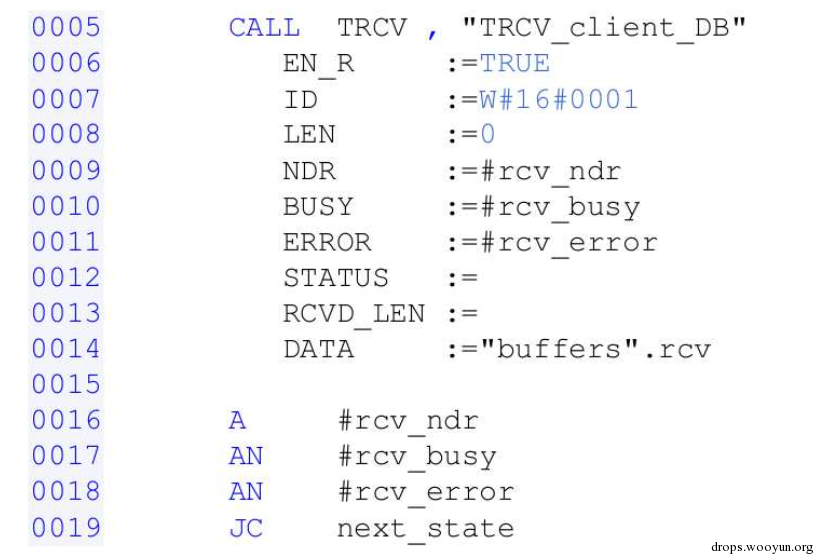 0005 CALL TRCV , "TRCV_client_DB"
0006 EN_R :=TRUE
0007 ID :=W#16#0001
0008 LEN :=0
0009 NDR :=#rcv_ndr
0010 BUSY :=#rcv_busy
0011 ERROR :=#rcv_error
0012 STATUS :=
0013 RCVD_LEN :=
0014 DATA :="buffers".rcv
0015
0016 A #rcv_ndr
0017 AN #rcv_busy
0018 AN #rcv_error
0019 JC next_state
drops.wooyun.org